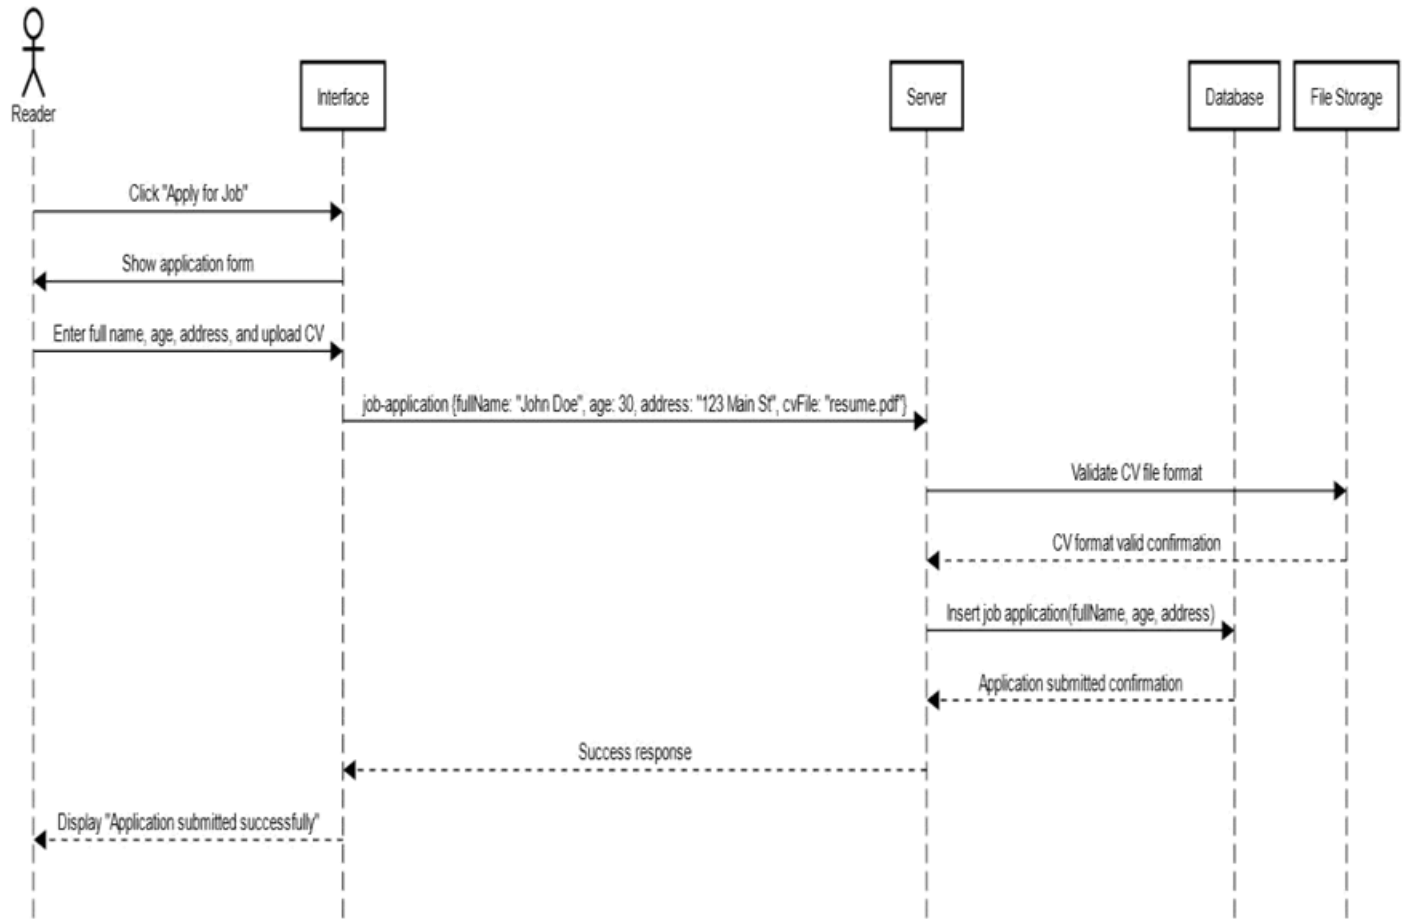 Reader
Interface
Server
Database
File Storage
Click "Apply for Job"
Show application form
Enter full name, age, address, and upload CV
job-application {fullName: "John Doe", age: 30, address: "123 Main St", cvFile: "resume.pdf"}
Validate CV file format
CV format valid confirmation
Insert job application(fullName, age, address)
Application submitted confirmation
Success response
Display "Application submitted successfully"